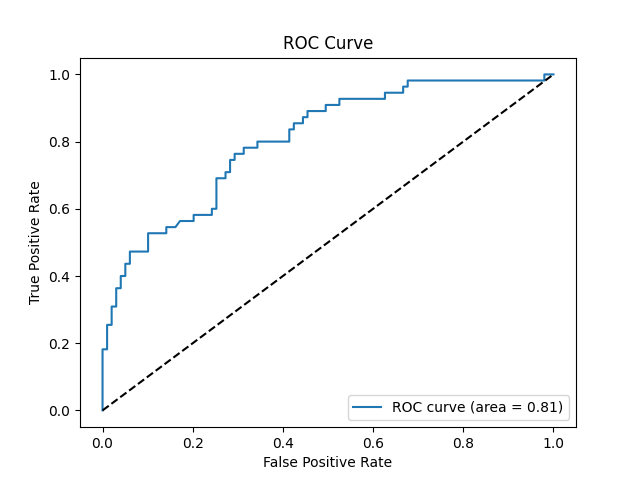 ROC Curve
True Positive Rate
1.0
0.8
0.6
0.4
0.2
0.0
ROC curve (area = 0.81)
0.0 0.2 0.4 0.6 0.8 1.0
False Positive Rate